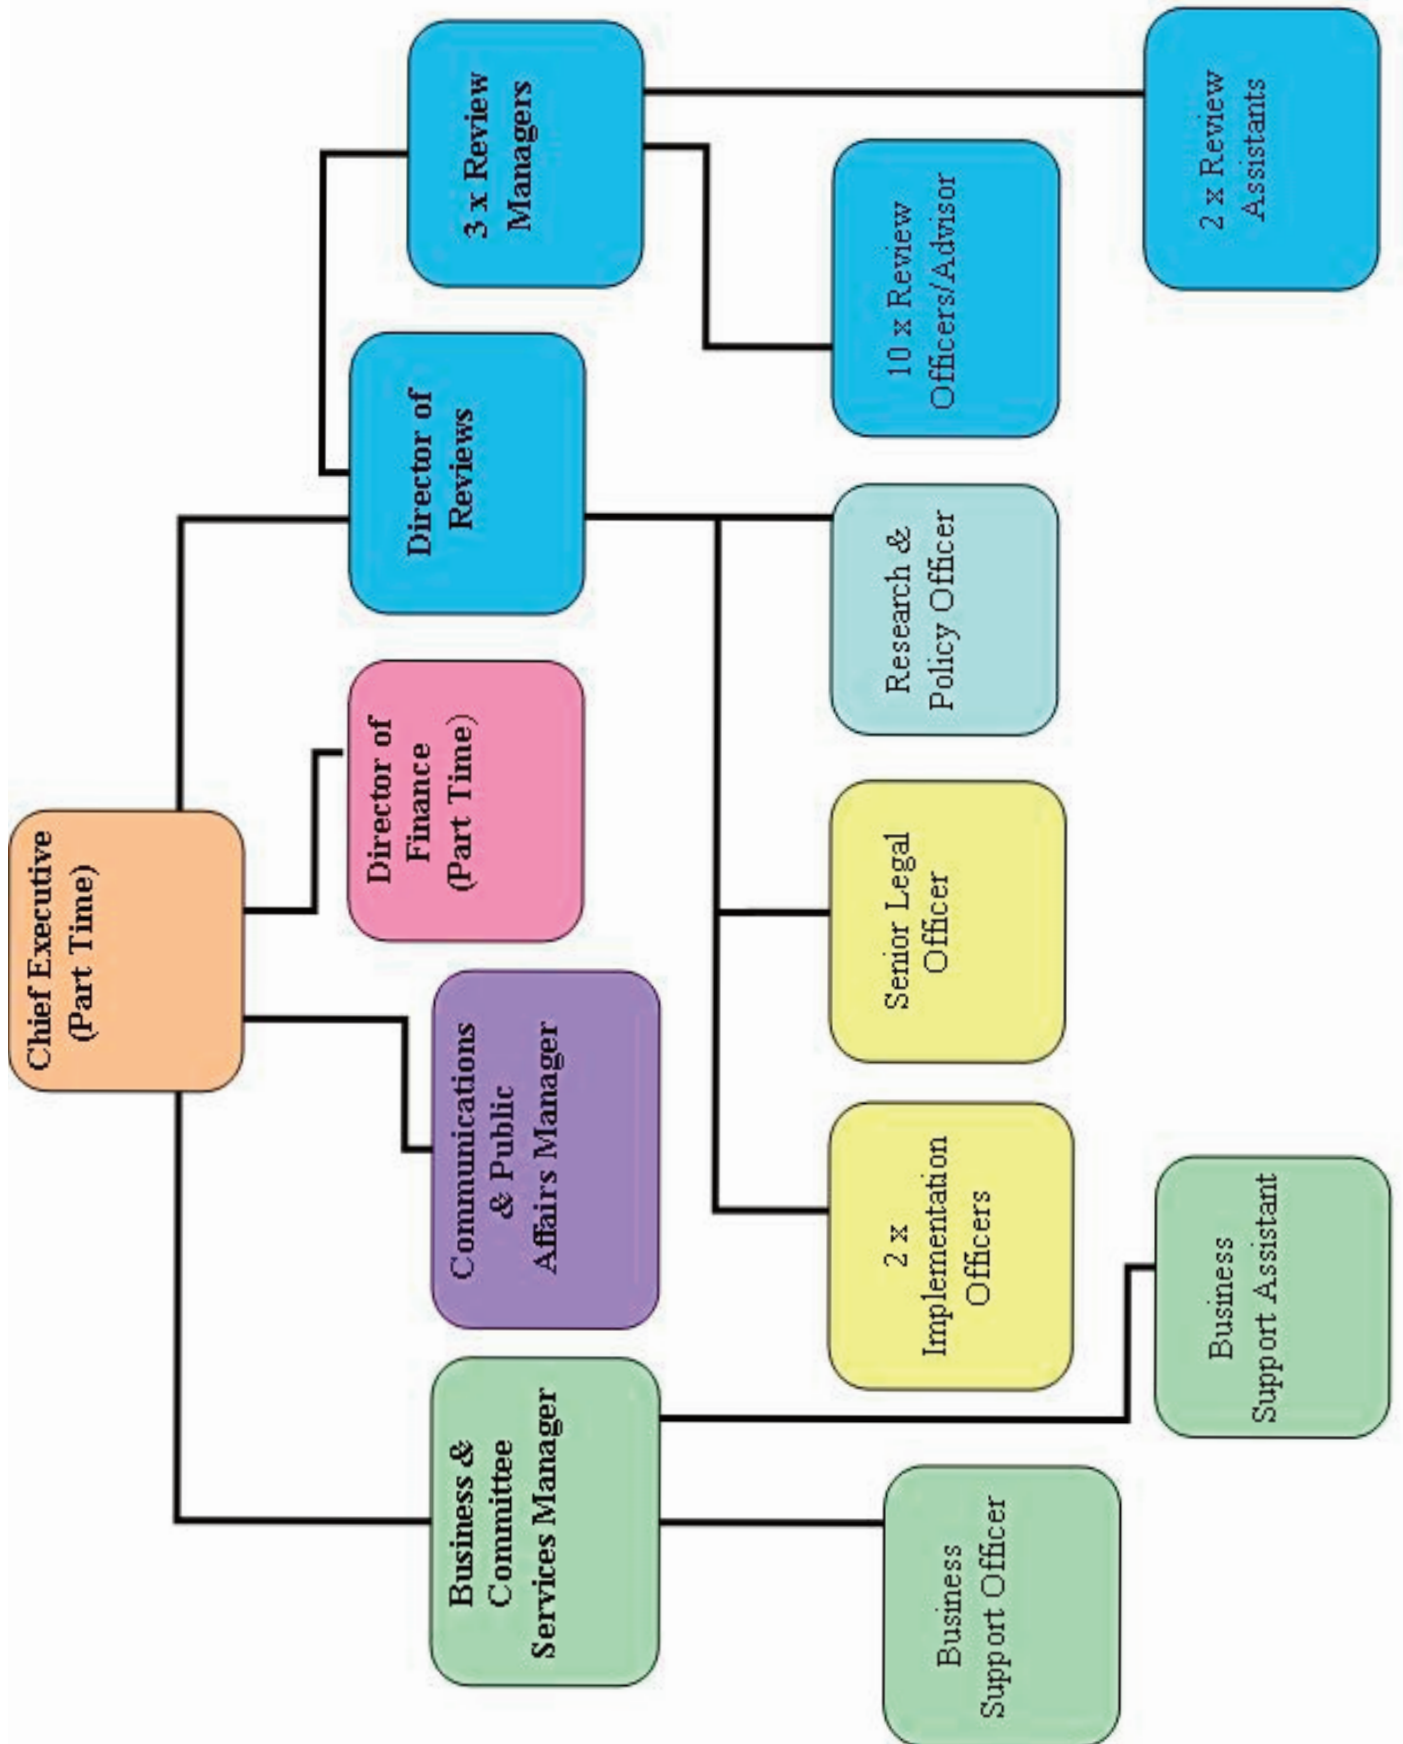 Chief Executive
(Part Time)
Business &
Committee
Services Manager
Communications
& Public
Affairs Manager
Director of
Finance
(Part Time)
Director of
Reviews
3 x Review
Managers
2 x
Implementation
Officers
Senior Legal
Officer
Research &
Policy Officer
10 x Review
Officers/Advisor
Business
Support Officer
Business
Support Assistant
2 x Review
Assistants